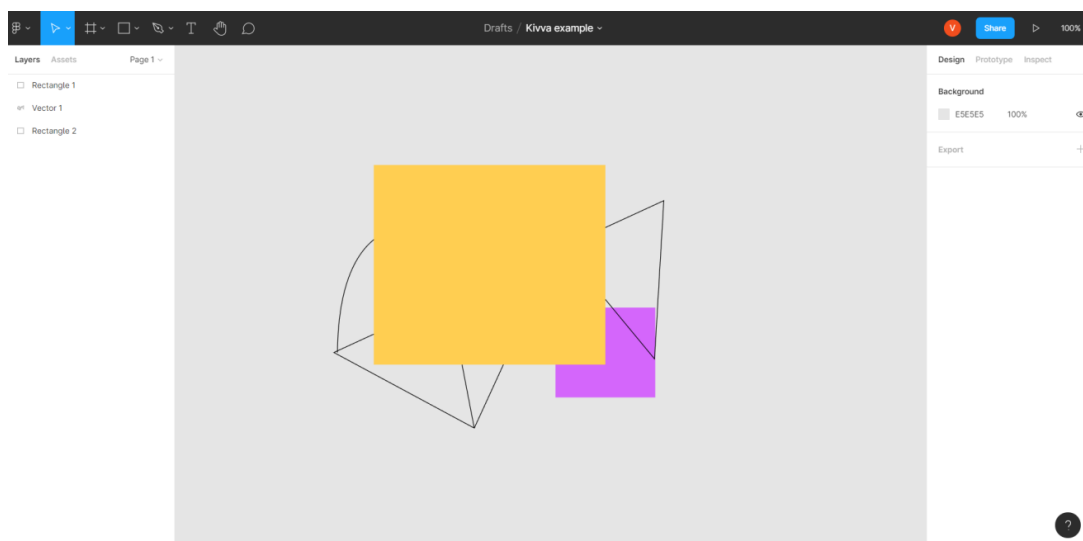 Drafts / Kivva example
V
Share
100%
Layers Assets Page 1
Design Prototype Inspect
Rectangle 1
Vector 1
Rectangle 2
Background
E5E5E5 100%
Export
?